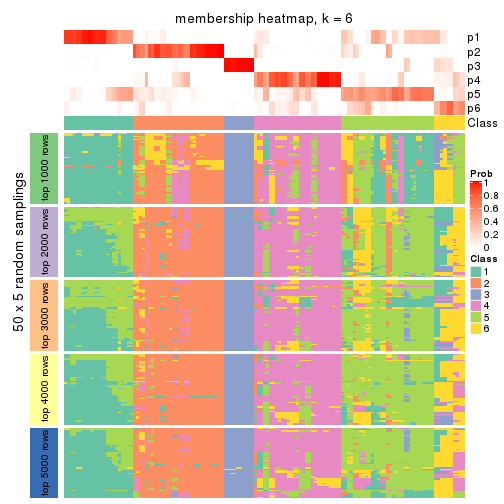 membership heatmap, k = 6
p1
p2
p3
p4
p5
p6
Class
50 x 5 random samplings
top 1000 rows
top 2000 rows
top 3000 rows
top 4000 rows
top 5000 rows
Prob
1
0.8
0.6
0.4
0.2
0
Class
1
2
3
4
5
6